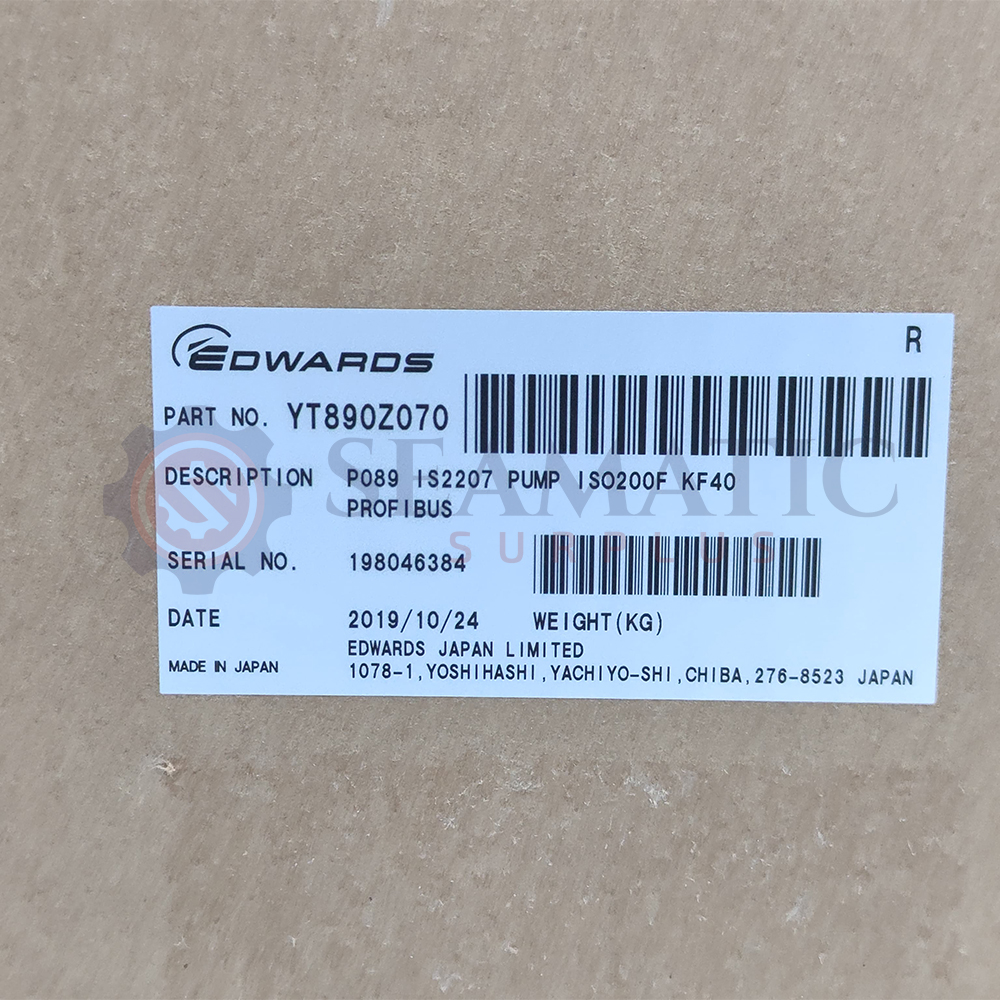 EDWARDS
R
PART NO. YT890Z070
DESCRIPTION P089 IS2207 PUMP ISO200F KF40
PROFIBUS
SEAMATIC
SURPLUS
SERIAL NO. 198046384
DATE 2019/10/24 WEIGHT(KG)
EDWARDS JAPAN LIMITED
MADE IN JAPAN 1078-1,YOSHIHASHI,YACHIYO-SHI,CHIBA,276-8523 JAPAN